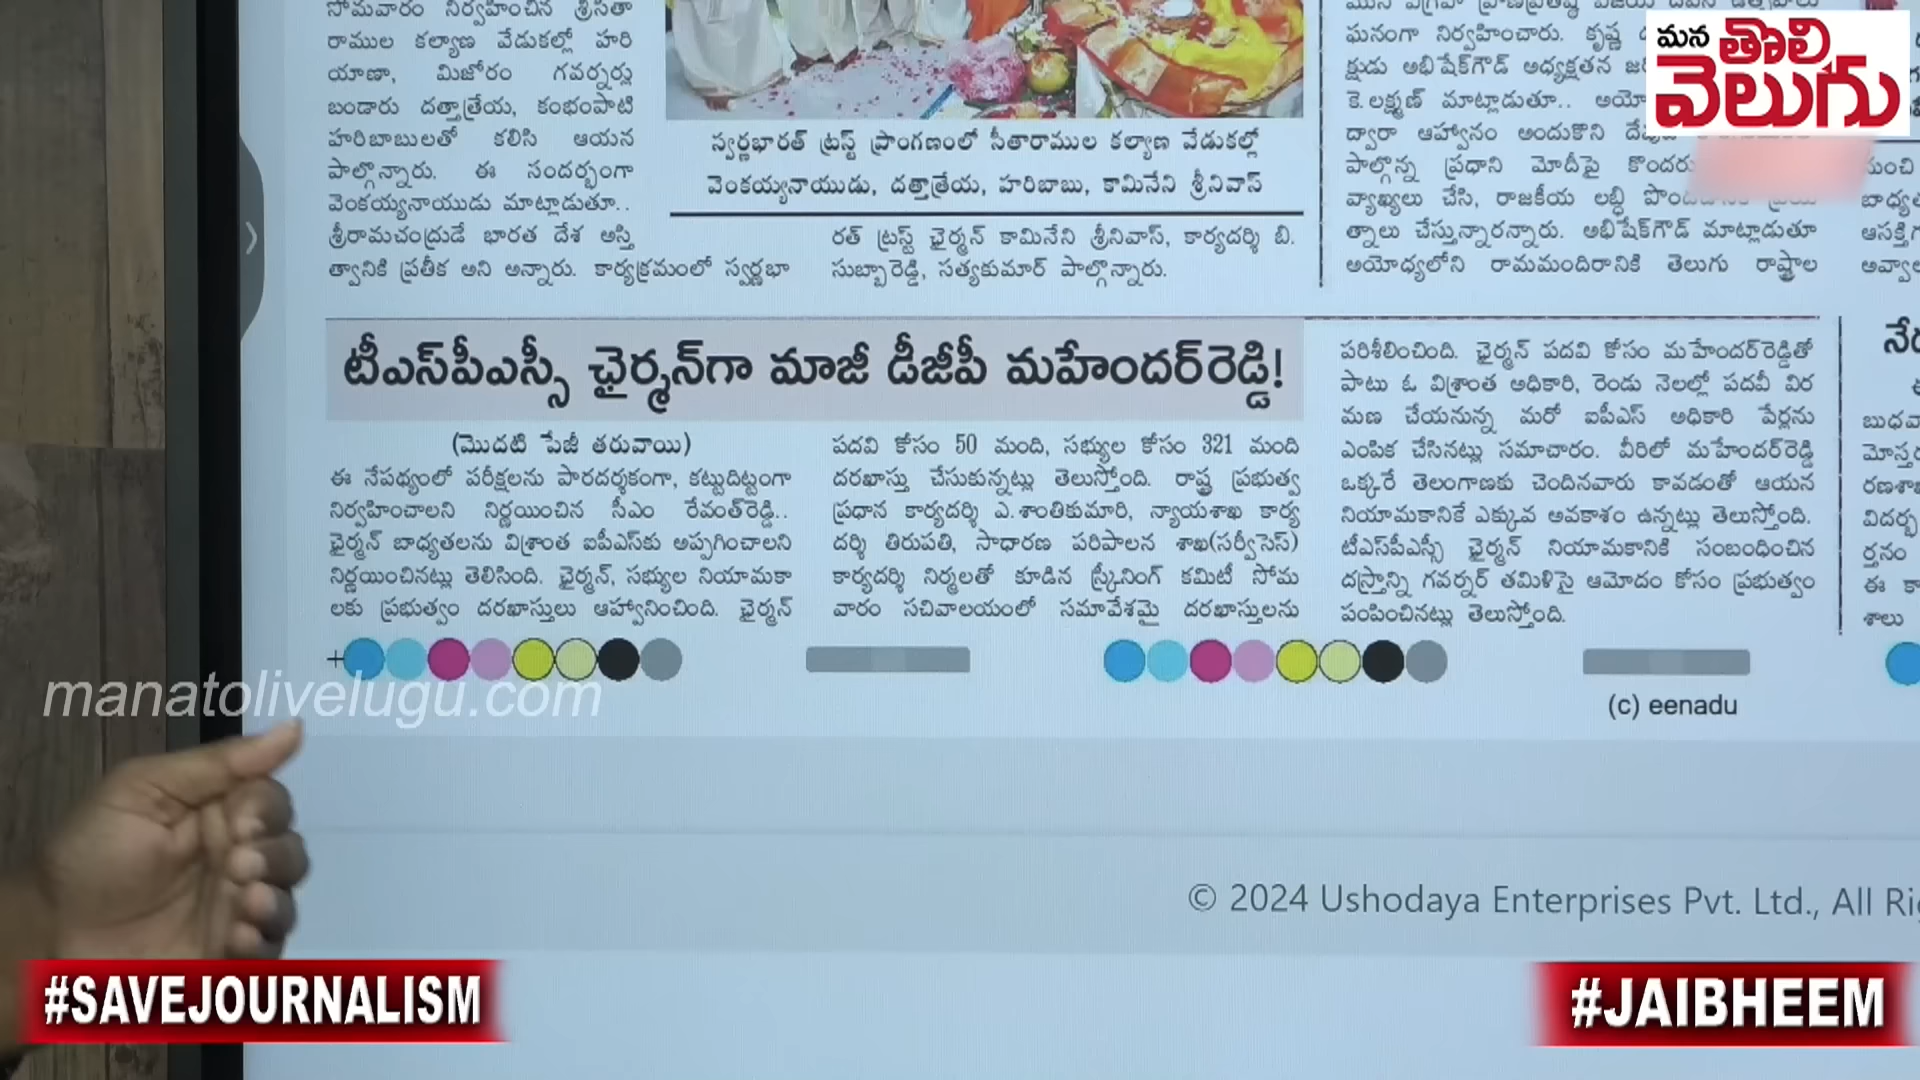 సోమవారం నిర్వహించిన శ్రీసీతా
రాముల కల్యాణ వేడుకల్లో హరి
యాణా, మిజోరం గవర్నర్లు
బండారు దత్తాత్రేయ, కంభంపాటి
హరిబాబులతో కలిసి ఆయన
పాల్గొన్నారు. ఈ సందర్భంగా
వెంకయ్యనాయుడు మాట్లాడుతూ..
శ్రీరామచంద్రుడే భారత దేశ అస్తి
త్వానికి ప్రతీక అని అన్నారు. కార్యక్రమంలో స్వర్ణభా
స్వర్ణభారత్ ట్రస్ట్ ప్రాంగణంలో సీతారాముల కల్యాణ వేడుకల్లో
వెంకయ్యనాయుడు, దత్తాత్రేయ, హరిబాబు, కామినేని శ్రీనివాస్
రత్ ట్రస్ట్ ఛైర్మన్ కామినేని శ్రీనివాస్, కార్యదర్శి బి.
సుబ్బారెడ్డి, సత్యకుమార్ పాల్గొన్నారు.
ఘనంగా నిర్వహించారు. కృష్ణ
క్షుడు అభిషేక్‌గౌడ్ అధ్యక్షతన
కె.లక్ష్మణ్ మాట్లాడుతూ..
ద్వారా ఆహ్వానం అందుకొని
పాల్గొన్న ప్రధాని మోదీపై కొందరు
వ్యాఖ్యలు చేసి, రాజకీయ లబ్ధి
త్నాలు చేస్తున్నారన్నారు. అభిషేక్‌గౌడ్ మాట్లాడుతూ
అయోధ్యలోని రామమందిరానికి తెలుగు రాష్ట్రాల
మన
తొలి
వెలుగు
టీఎస్‌పీఎస్సీ ఛైర్మన్‌గా మాజీ డీజీపీ మహేందర్‌రెడ్డి!
(మొదటి పేజీ తరువాయి)
ఈ నేపథ్యంలో పరీక్షలను పారదర్శకంగా, కట్టుదిట్టంగా
నిర్వహించాలని నిర్ణయించిన సీఎం రేవంత్‌రెడ్డి..
ఛైర్మన్ బాధ్యతలను విశ్రాంత ఐపీఎస్‌కు అప్పగించాలని
నిర్ణయించినట్లు తెలిసింది. ఛైర్మన్, సభ్యుల నియామకా
లకు ప్రభుత్వం దరఖాస్తులు ఆహ్వానించింది. ఛైర్మన్
పదవి కోసం 50 మంది, సభ్యుల కోసం 321 మంది
దరఖాస్తు చేసుకున్నట్లు తెలుస్తోంది. రాష్ట్ర ప్రభుత్వ
ప్రధాన కార్యదర్శి ఎ.శాంతికుమారి, న్యాయశాఖ కార్య
దర్శి తిరుపతి, సాధారణ పరిపాలన శాఖ(సర్వీసెస్)
కార్యదర్శి నిర్మలతో కూడిన స్క్రీనింగ్ కమిటీ సోమ
వారం సచివాలయంలో సమావేశమై దరఖాస్తులను
పరిశీలించింది. ఛైర్మన్ పదవి కోసం మహేందర్‌రెడ్డితో
పాటు ఓ విశ్రాంత అధికారి, రెండు నెలల్లో పదవీ విర
మణ చేయనున్న మరో ఐపీఎస్ అధికారి పేర్లను
ఎంపిక చేసినట్లు సమాచారం. వీరిలో మహేందర్‌రెడ్డి
ఒక్కరే తెలంగాణకు చెందినవారు కావడంతో ఆయన
నియామకానికే ఎక్కువ అవకాశం ఉన్నట్లు తెలుస్తోంది.
టీఎస్‌పీఎస్సీ ఛైర్మన్ నియామకానికి సంబంధించిన
దస్త్రాన్ని గవర్నర్ తమిళిసై ఆమోదం కోసం ప్రభుత్వం
పంపించినట్లు తెలుస్తోంది.
manatolivelugu.com
(c) eenadu
© 2024 Ushodaya Enterprises Pvt. Ltd., All
#SAVEJOURNALISM
#JAIBHEEM